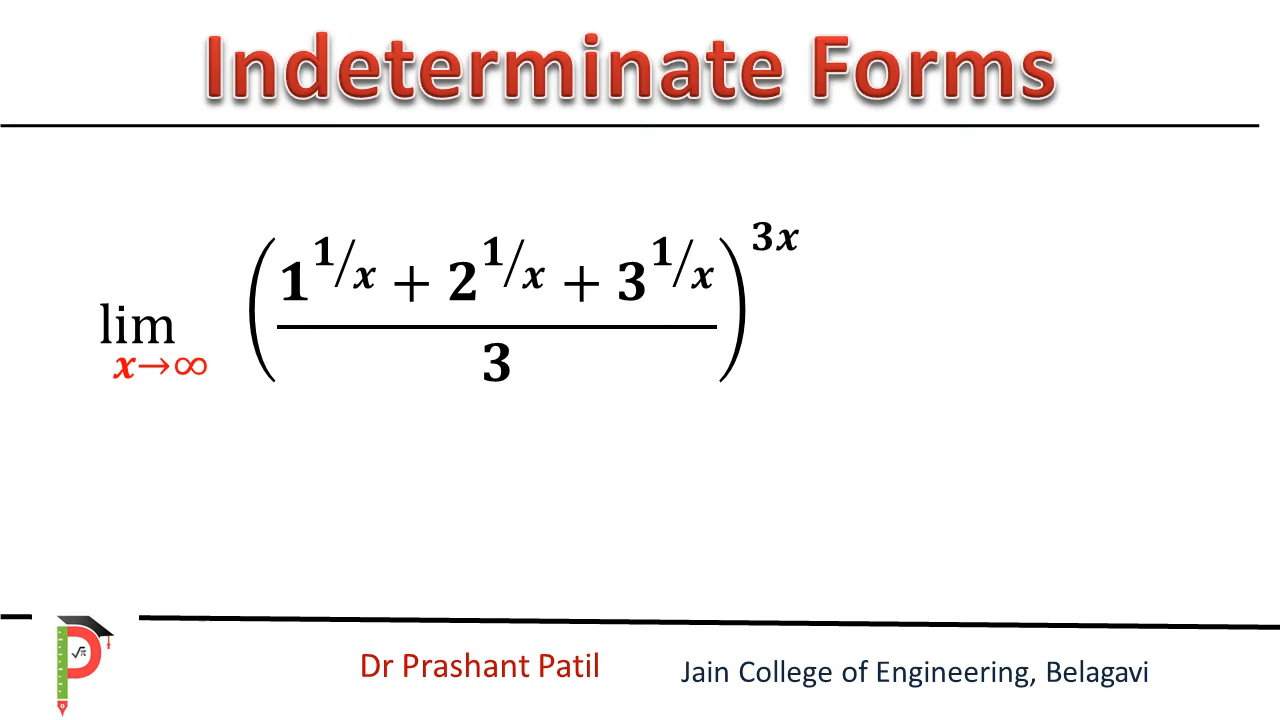 Indeterminate Forms
lim x→∞ ( (1^{1/x} + 2^{1/x} + 3^{1/x}) / 3 )^{3x}
√π
Dr Prashant Patil
Jain College of Engineering, Belagavi